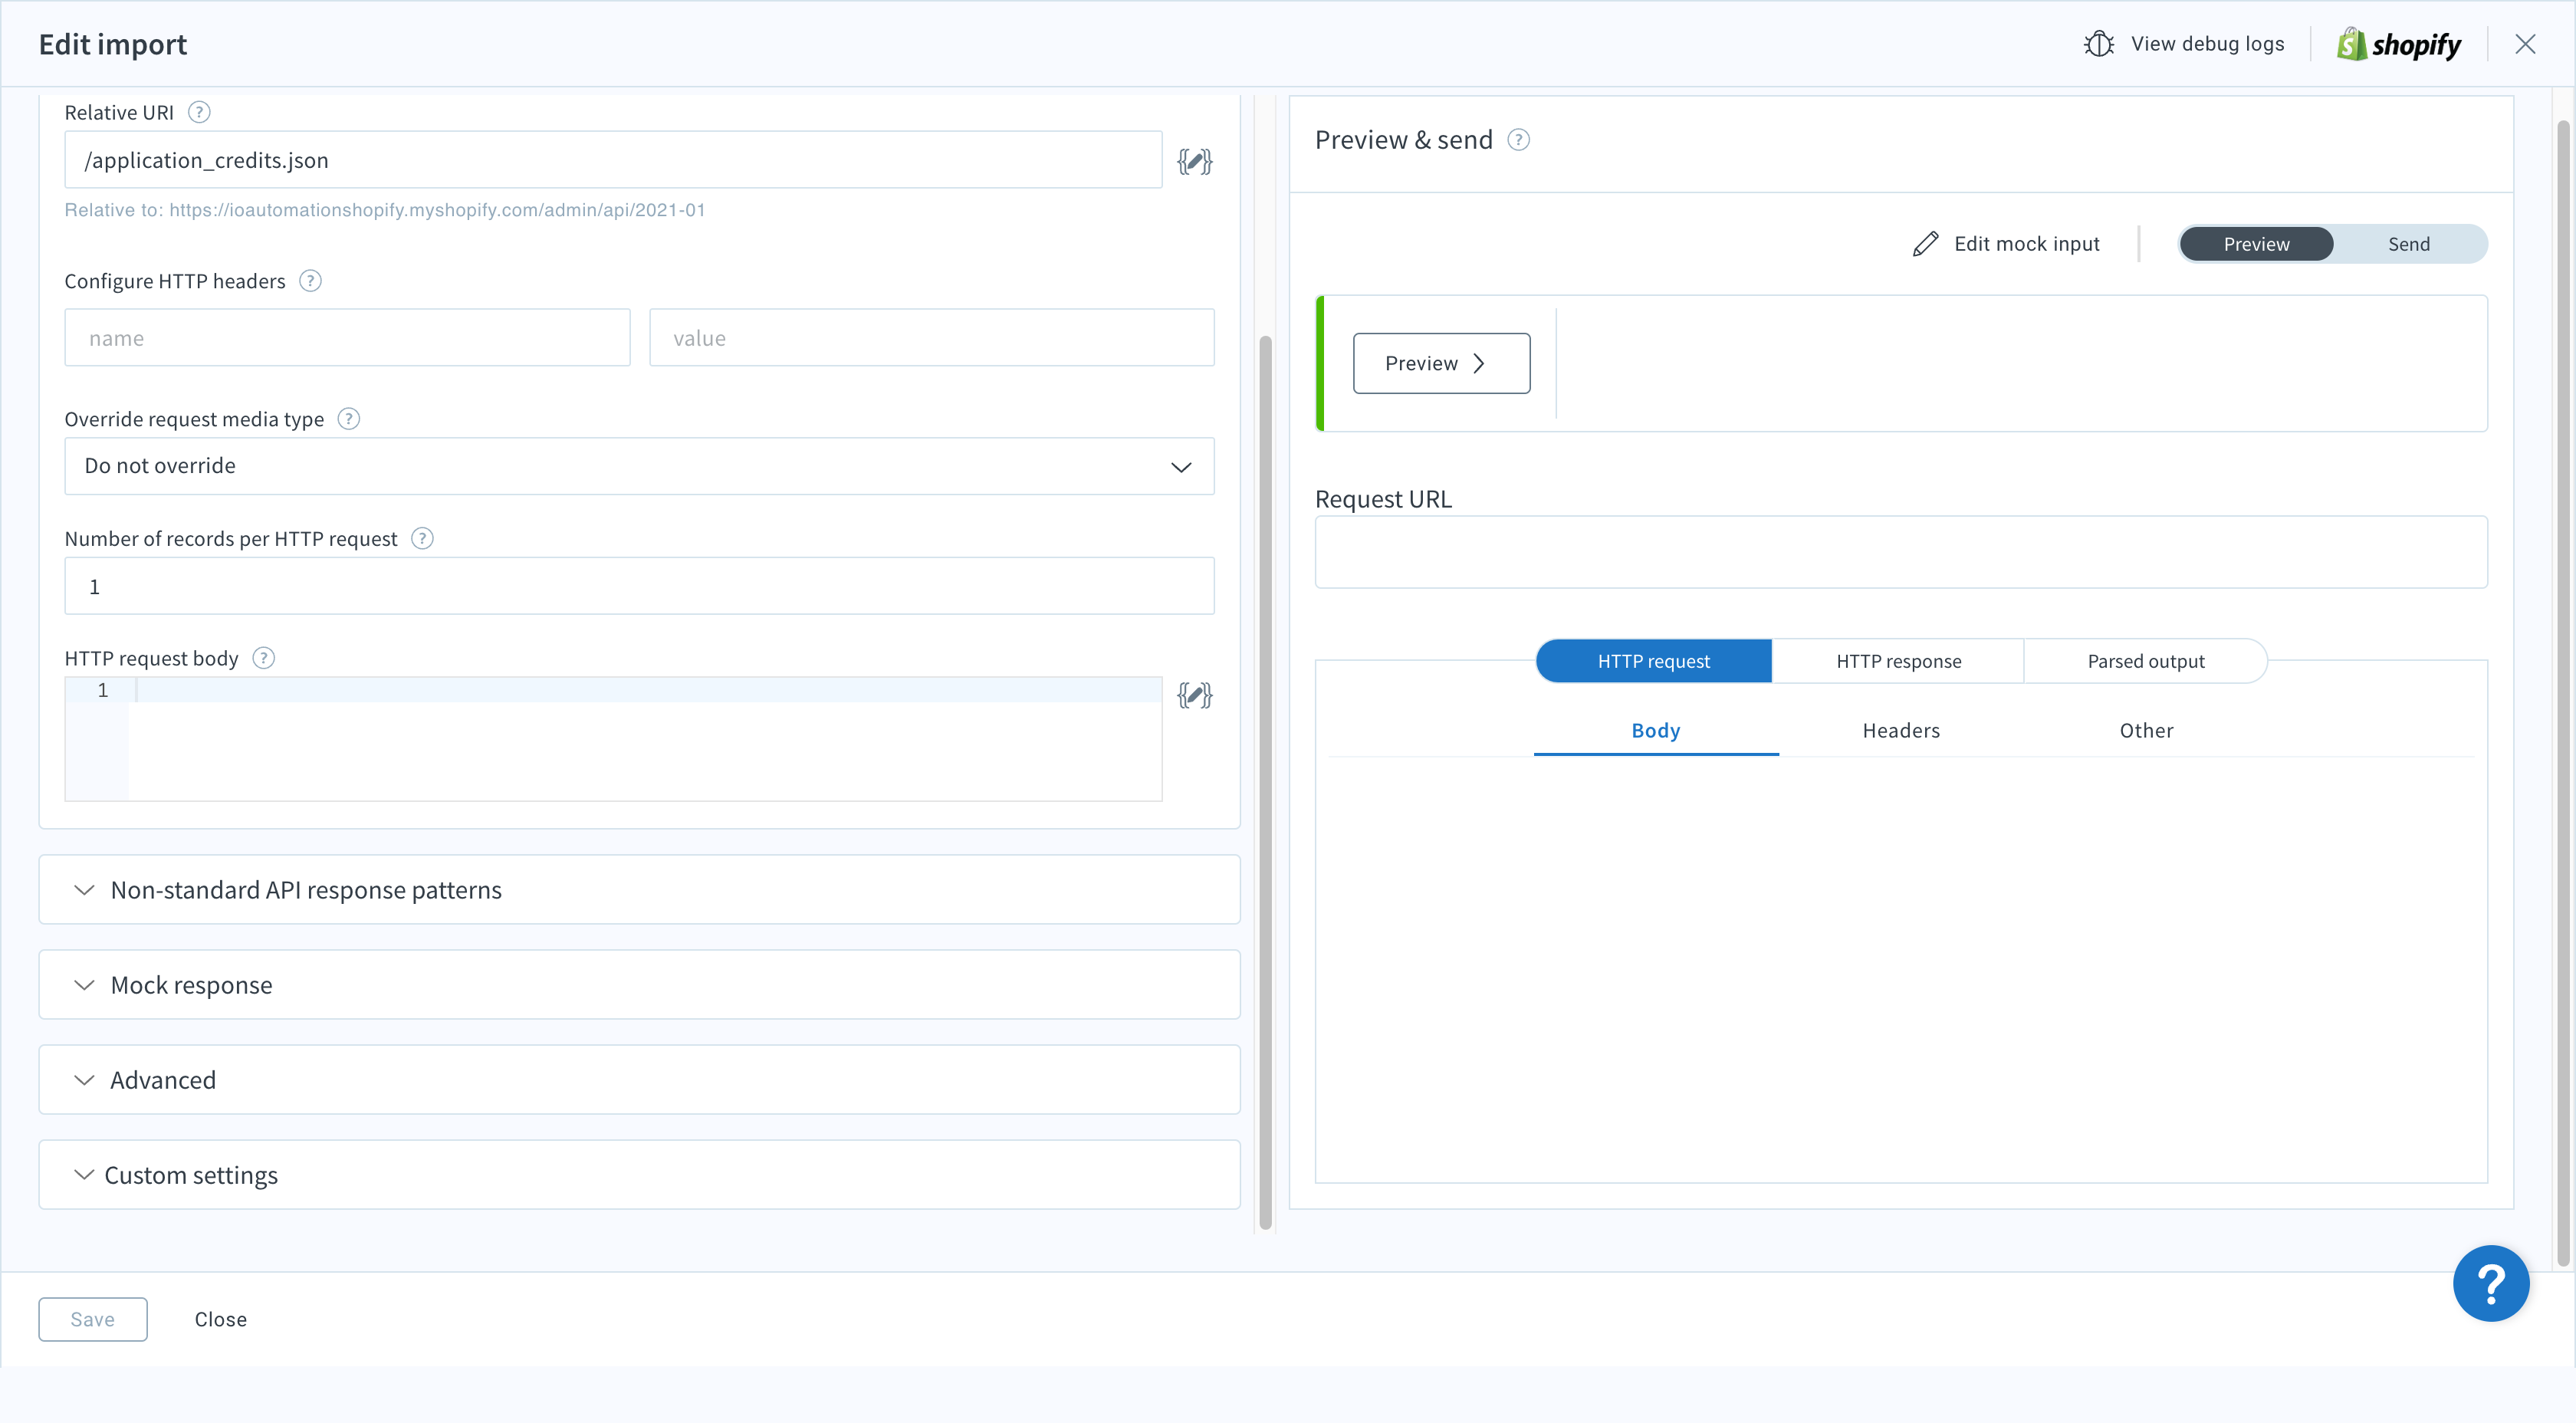 Edit import
View debug logs
shopify
Relative URI ?
/application_credits.json
Relative to: https://ioautomationshopify.myshopify.com/admin/api/2021-01
Configure HTTP headers ?
name
value
Override request media type ?
Do not override
Number of records per HTTP request ?
1
HTTP request body ?
1
Non-standard API response patterns
Mock response
Advanced
Custom settings
Preview & send ?
Edit mock input
Preview
Send
Preview
Request URL
HTTP request
HTTP response
Parsed output
Body
Headers
Other
Save
Close
?